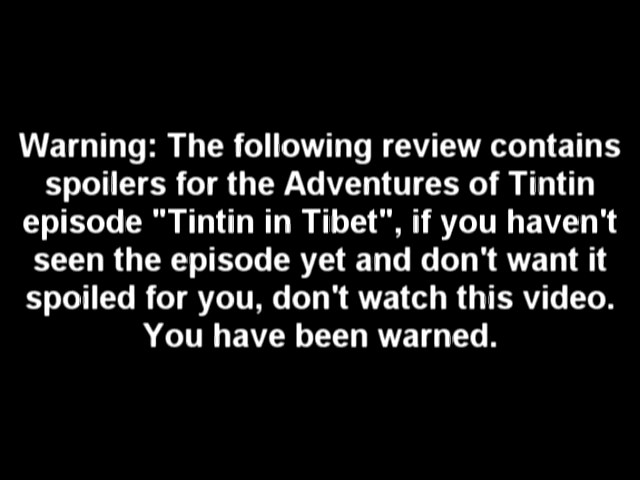 Warning: The following review contains
spoilers for the Adventures of Tintin
episode "Tintin in Tibet", if you haven't
seen the episode yet and don't want it
spoiled for you, don't watch this video.
You have been warned.